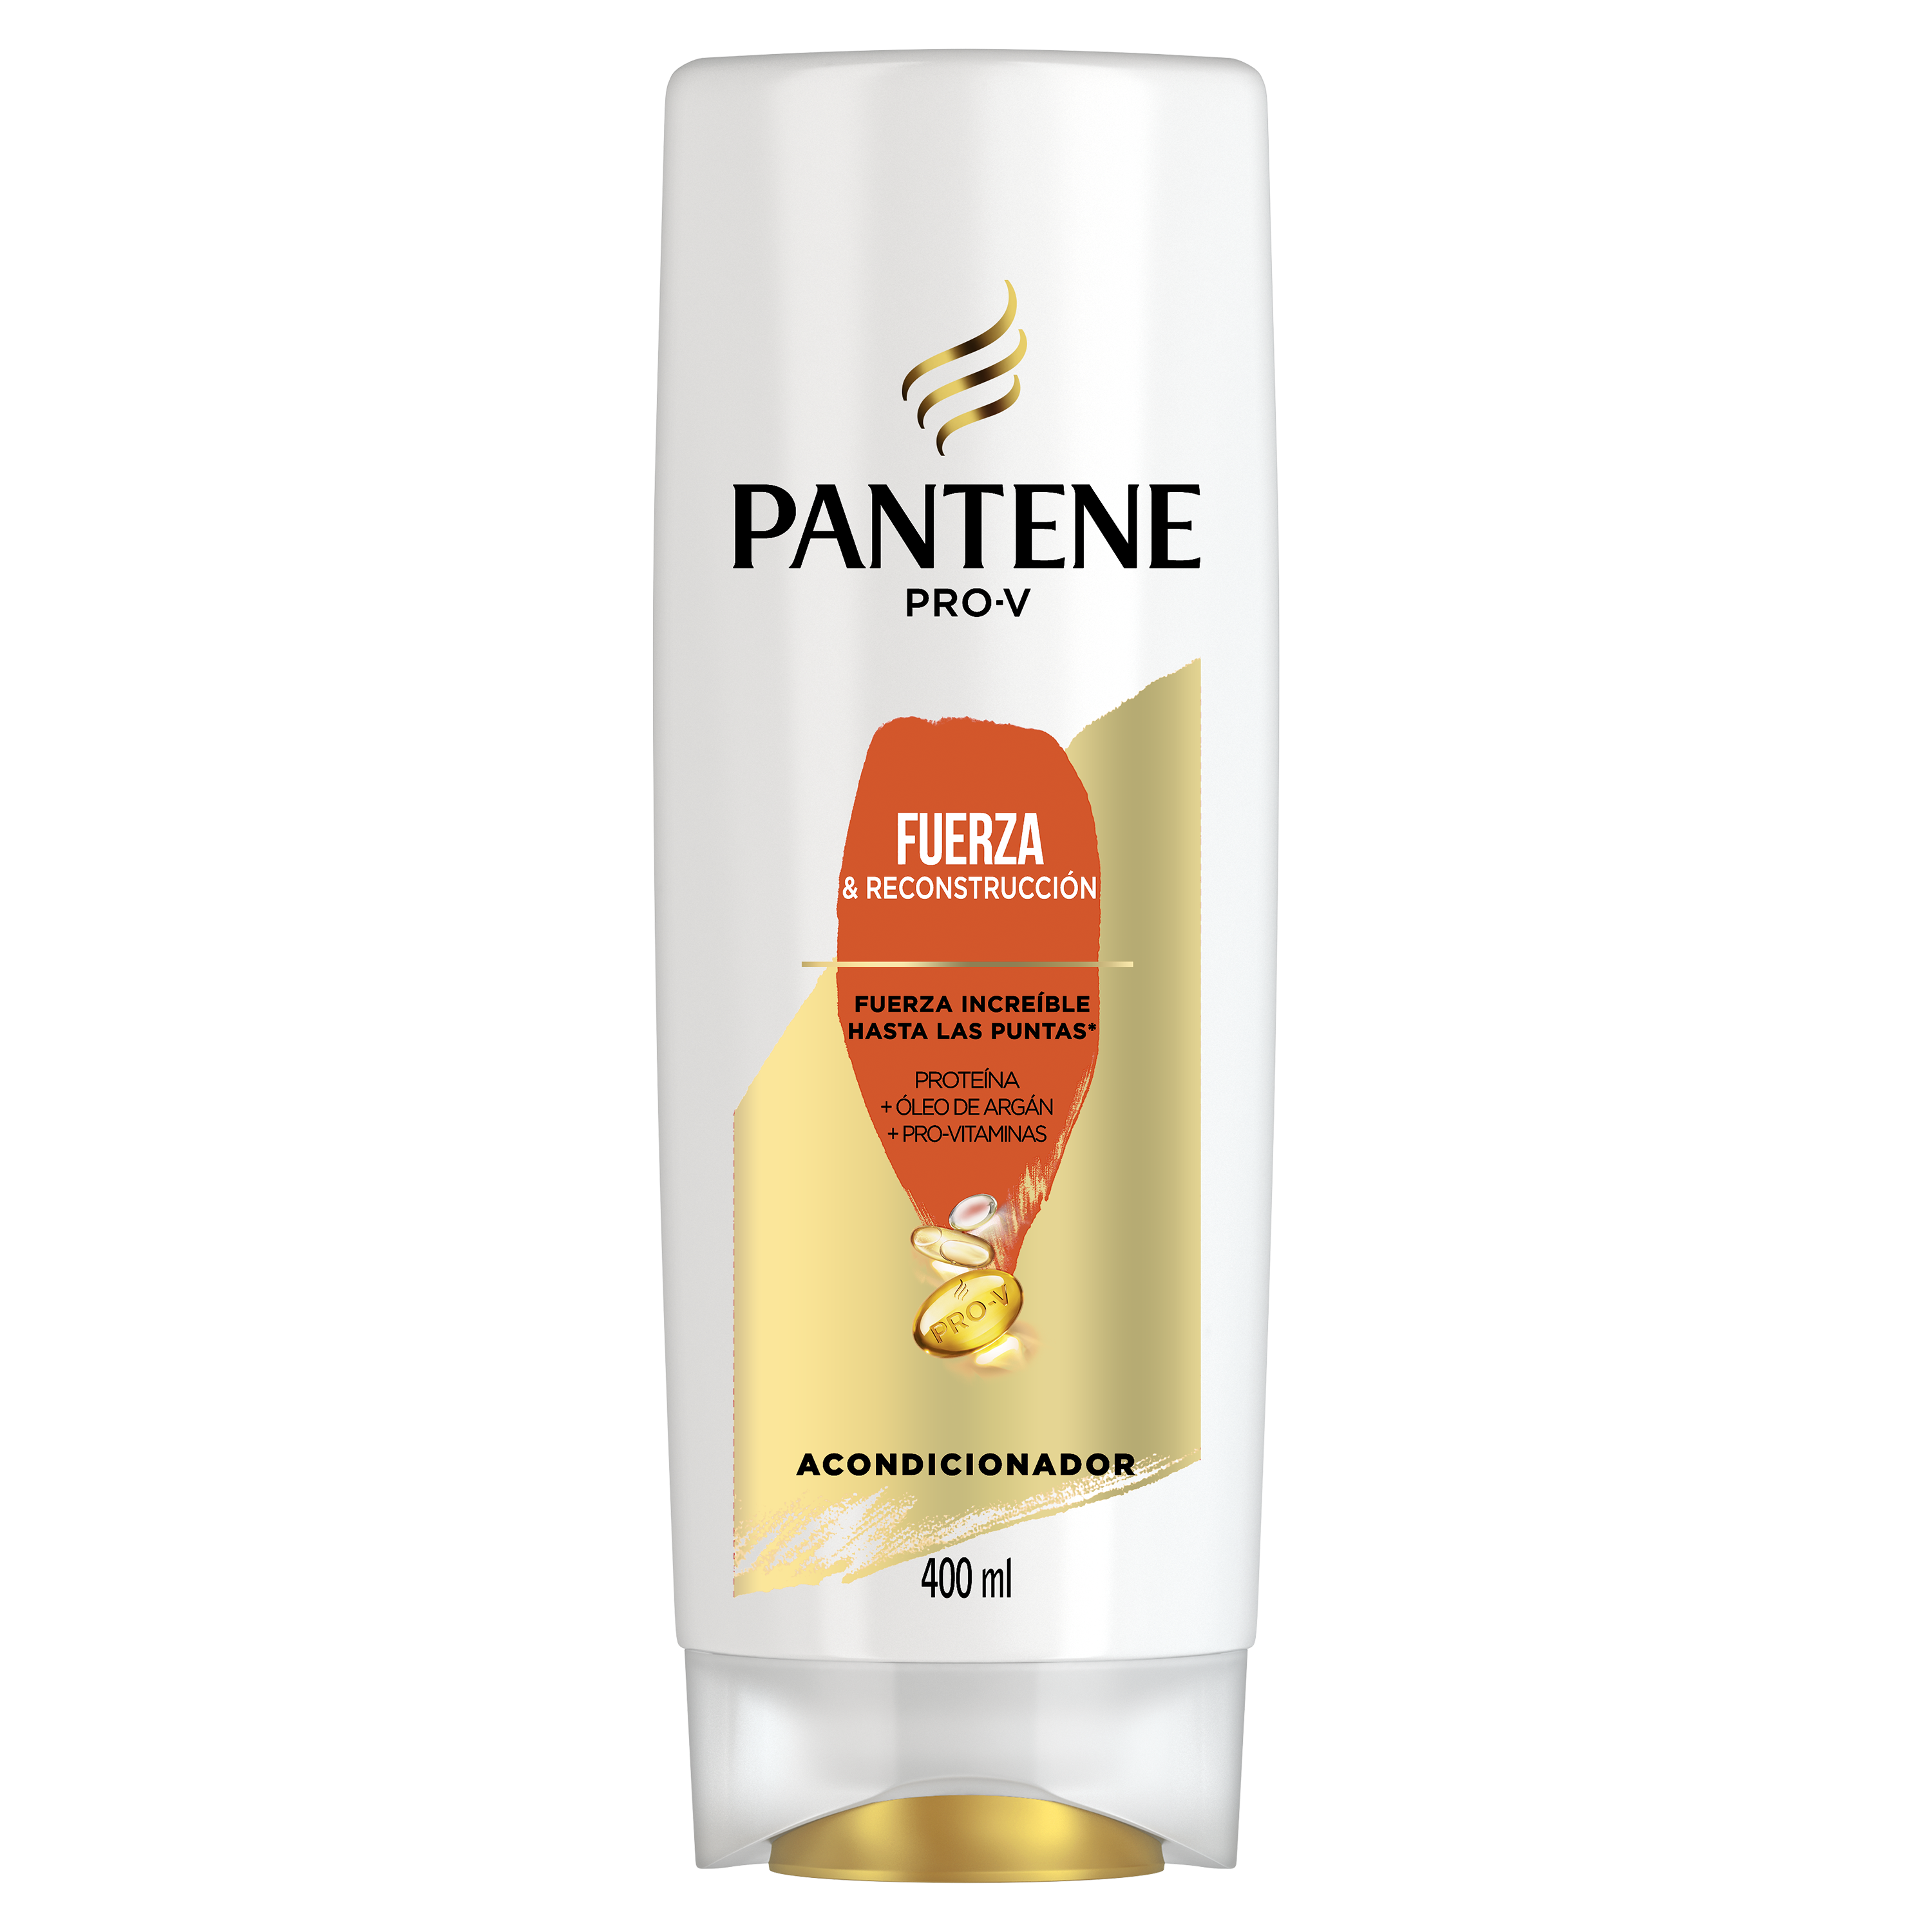 PANTENE
PRO-V
FUERZA
& RECONSTRUCCIÓN
FUERZA INCREÍBLE
HASTA LAS PUNTAS*
PROTEÍNA
+ ÓLEO DE ARGÁN
+ PRO-VITAMINAS
PRO-V
ACONDICIONADOR
400 ml